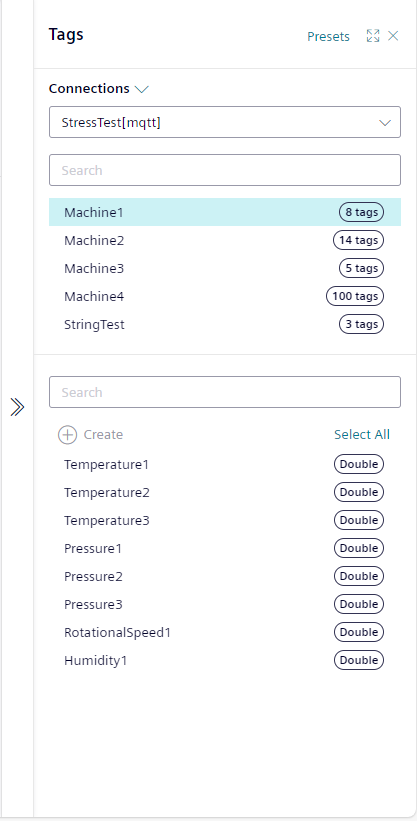 Tags
Presets
Connections
StressTest[mqtt]
Search
Machine1 8 tags
Machine2 14 tags
Machine3 5 tags
Machine4 100 tags
StringTest 3 tags
Search
Create Select All
Temperature1 Double
Temperature2 Double
Temperature3 Double
Pressure1 Double
Pressure2 Double
Pressure3 Double
RotationalSpeed1 Double
Humidity1 Double